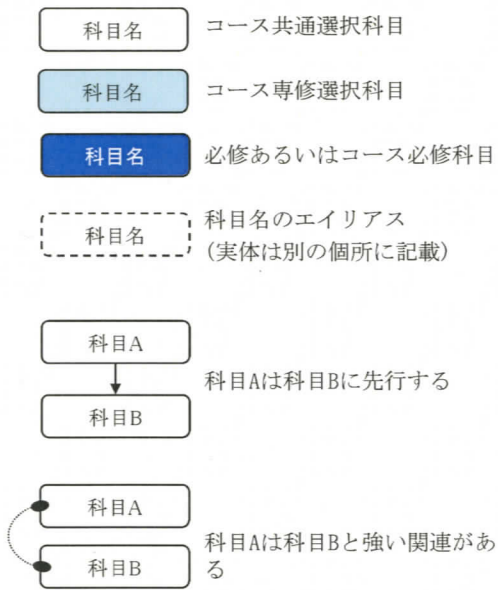 科目名
コース共通選択科目
科目名
コース専修選択科目
科目名
必修あるいはコース必修科目
科目名
科目名のエイリアス
(実体は別の個所に記載)
科目A
科目B
科目Aは科目Bに先行する
科目A
科目B
科目Aは科目Bと強い関連があ
る